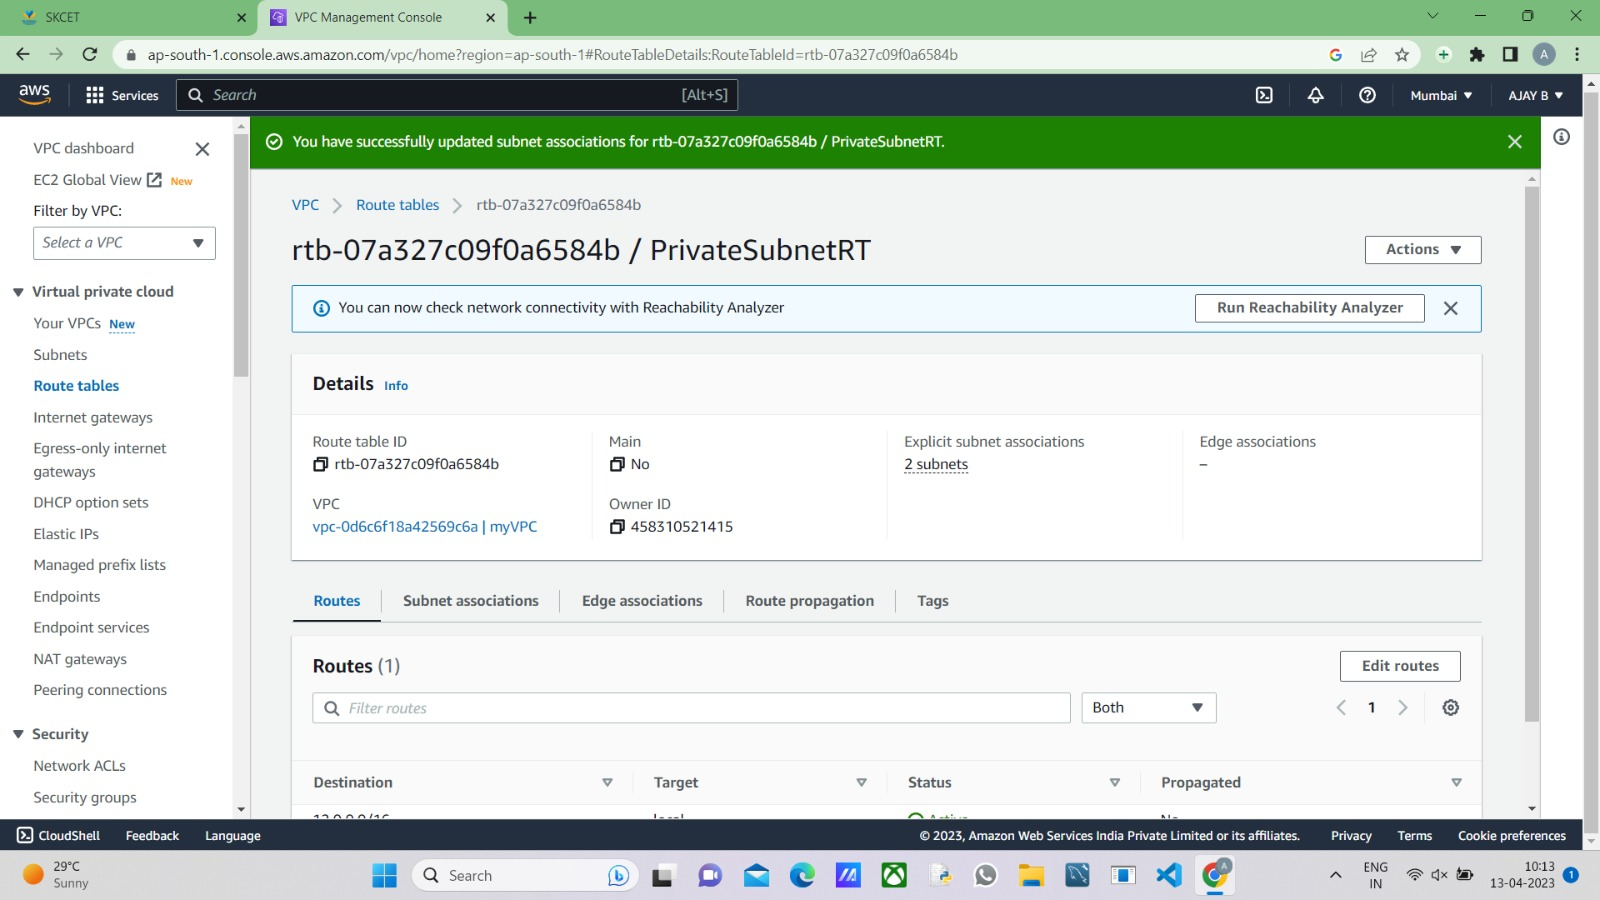 SKCET
VPC Management Console
ap-south-1.console.aws.amazon.com/vpc/home?region=ap-south-1#RouteTableDetails:RouteTableId=rtb-07a327c09f0a6584b
A
aws
Services
Search
[Alt+S]
Mumbai
AJAY B
You have successfully updated subnet associations for rtb-07a327c09f0a6584b / PrivateSubnetRT.
VPC dashboard
EC2 Global View New
Filter by VPC:
Select a VPC
Virtual private cloud
Your VPCs New
Subnets
Route tables
Internet gateways
Egress-only internet
gateways
DHCP option sets
Elastic IPs
Managed prefix lists
Endpoints
Endpoint services
NAT gateways
Peering connections
Security
Network ACLs
Security groups
VPC Route tables rtb-07a327c09f0a6584b
rtb-07a327c09f0a6584b / PrivateSubnetRT
Actions
You can now check network connectivity with Reachability Analyzer
Run Reachability Analyzer
Details Info
Route table ID
rtb-07a327c09f0a6584b
Main
No
Explicit subnet associations
2 subnets
Edge associations
–
VPC
vpc-0d6c6f18a42569c6a | myVPC
Owner ID
458310521415
Routes
Subnet associations
Edge associations
Route propagation
Tags
Routes (1)
Edit routes
Filter routes
Both
1
Destination
Target
Status
Propagated
CloudShell
Feedback
Language
© 2023, Amazon Web Services India Private Limited or its affiliates.
Privacy
Terms
Cookie preferences
29°C
Sunny
Search
A
ENG
IN
10:13
13-04-2023
1